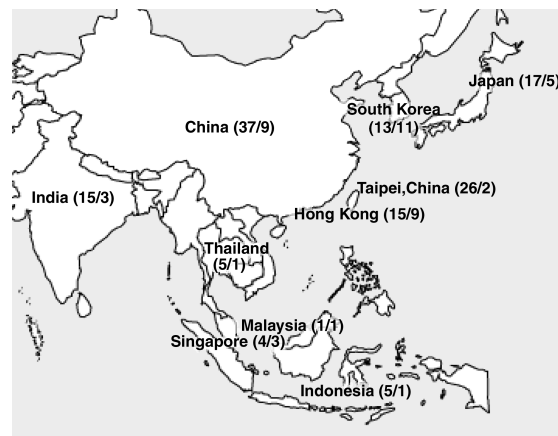 Japan (17/5)
South Korea
(13/11)
China (37/9)
Taipei,China (26/2)
India (15/3)
Hong Kong (15/9)
Thailand
(5/1)
Malaysia (1/1)
Singapore (4/3)
Indonesia (5/1)